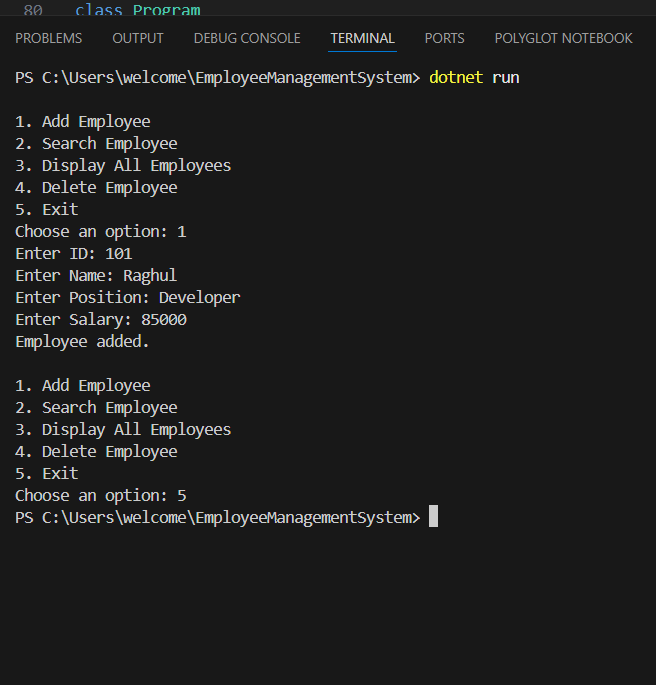 80 class Program
PROBLEMS OUTPUT DEBUG CONSOLE TERMINAL PORTS POLYGLOT NOTEBOOK
PS C:\Users\welcome\EmployeeManagementSystem> dotnet run
1. Add Employee
2. Search Employee
3. Display All Employees
4. Delete Employee
5. Exit
Choose an option: 1
Enter ID: 101
Enter Name: Raghul
Enter Position: Developer
Enter Salary: 85000
Employee added.
1. Add Employee
2. Search Employee
3. Display All Employees
4. Delete Employee
5. Exit
Choose an option: 5
PS C:\Users\welcome\EmployeeManagementSystem>